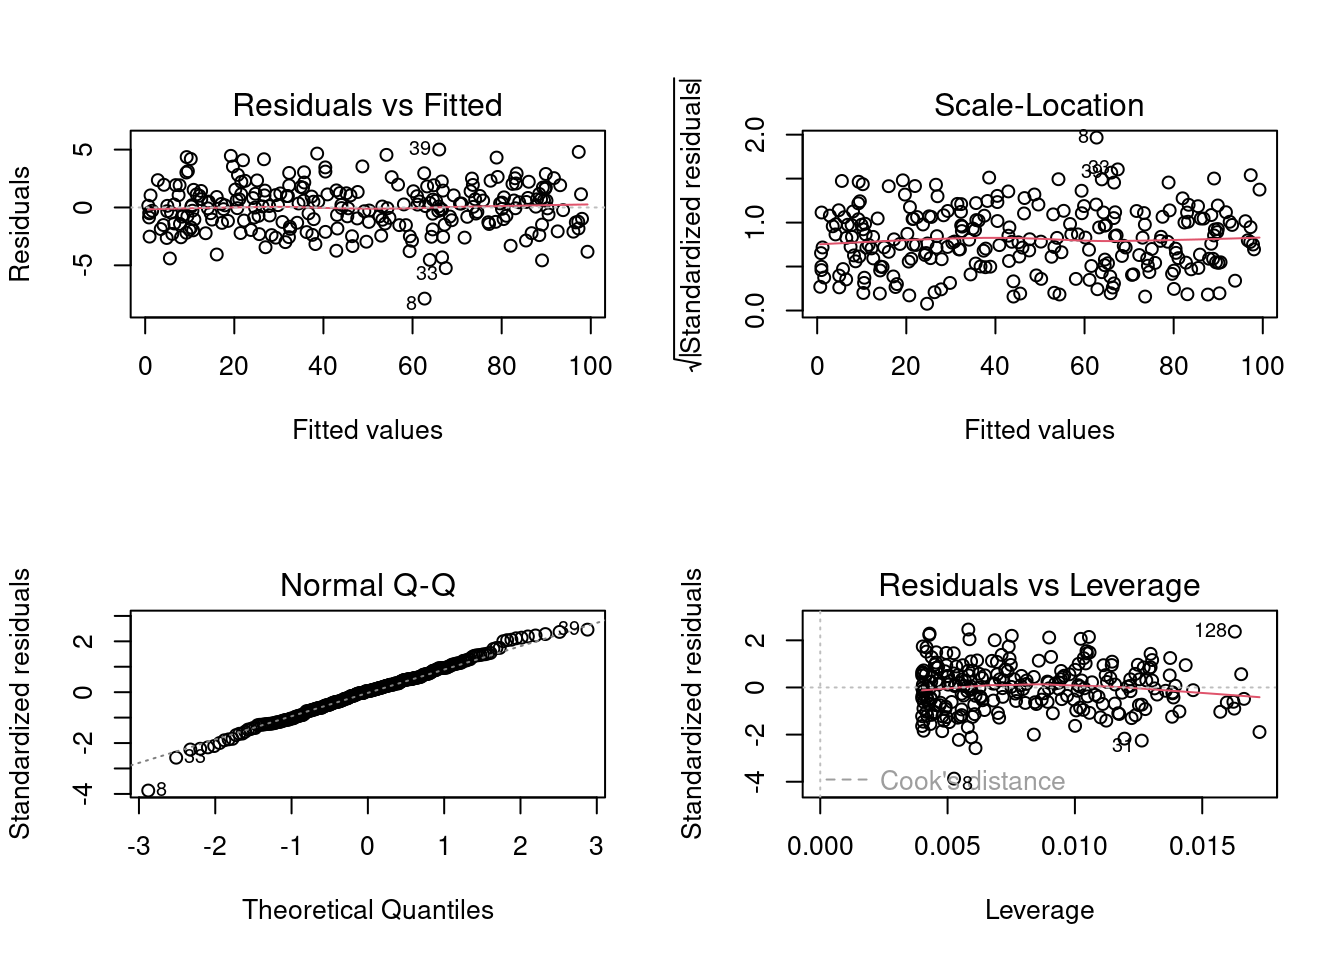 Residuals vs Fitted
Residuals
5
0
-5
39
33
8
0 20 40 60 80 100
Fitted values
Scale-Location
√|Standardized residuals|
2.0
1.0
0.0
8
33
39
0 20 40 60 80 100
Fitted values
Normal Q-Q
Standardized residuals
2
0
-2
-4
39
33
8
-3 -2 -1 0 1 2 3
Theoretical Quantiles
Residuals vs Leverage
Standardized residuals
2
0
-2
-4
128
31
8
Cook's distance
0.000 0.005 0.010 0.015
Leverage